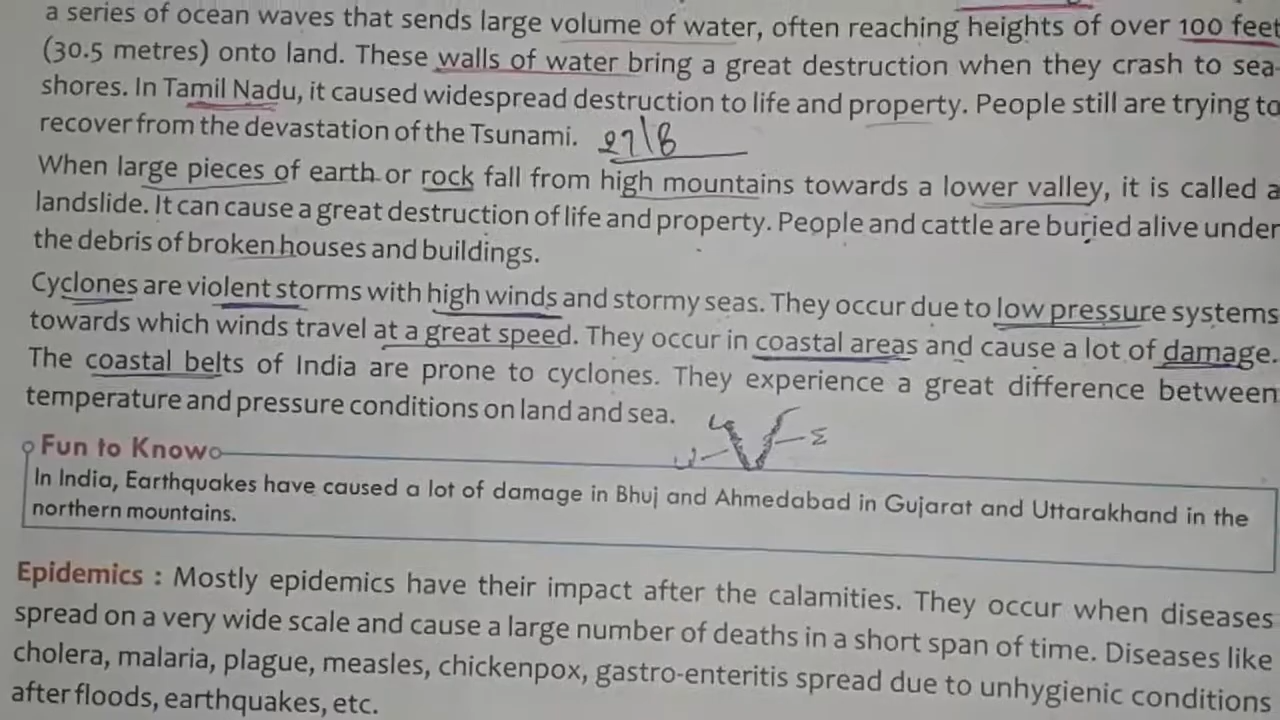 a series of ocean waves that sends large volume of water, often reaching heights of over 100 feet
(30.5 metres) onto land. These walls of water bring a great destruction when they crash to sea-
shores. In Tamil Nadu, it caused widespread destruction to life and property. People still are trying to
recover from the devastation of the Tsunami.
When large pieces of earth or rock fall from high mountains towards a lower valley, it is called a
landslide. It can cause a great destruction of life and property. People and cattle are buried alive under
the debris of broken houses and buildings.
Cyclones are violent storms with high winds and stormy seas. They occur due to low pressure systems
towards which winds travel at a great speed. They occur in coastal areas and cause a lot of damage.
The coastal belts of India are prone to cyclones. They experience a great difference between
temperature and pressure conditions on land and sea.
Fun to Know
In India, Earthquakes have caused a lot of damage in Bhuj and Ahmedabad in Gujarat and Uttarakhand in the
northern mountains.
Epidemics : Mostly epidemics have their impact after the calamities. They occur when diseases
spread on a very wide scale and cause a large number of deaths in a short span of time. Diseases like
cholera, malaria, plague, measles, chickenpox, gastro-enteritis spread due to unhygienic conditions
after floods, earthquakes, etc.